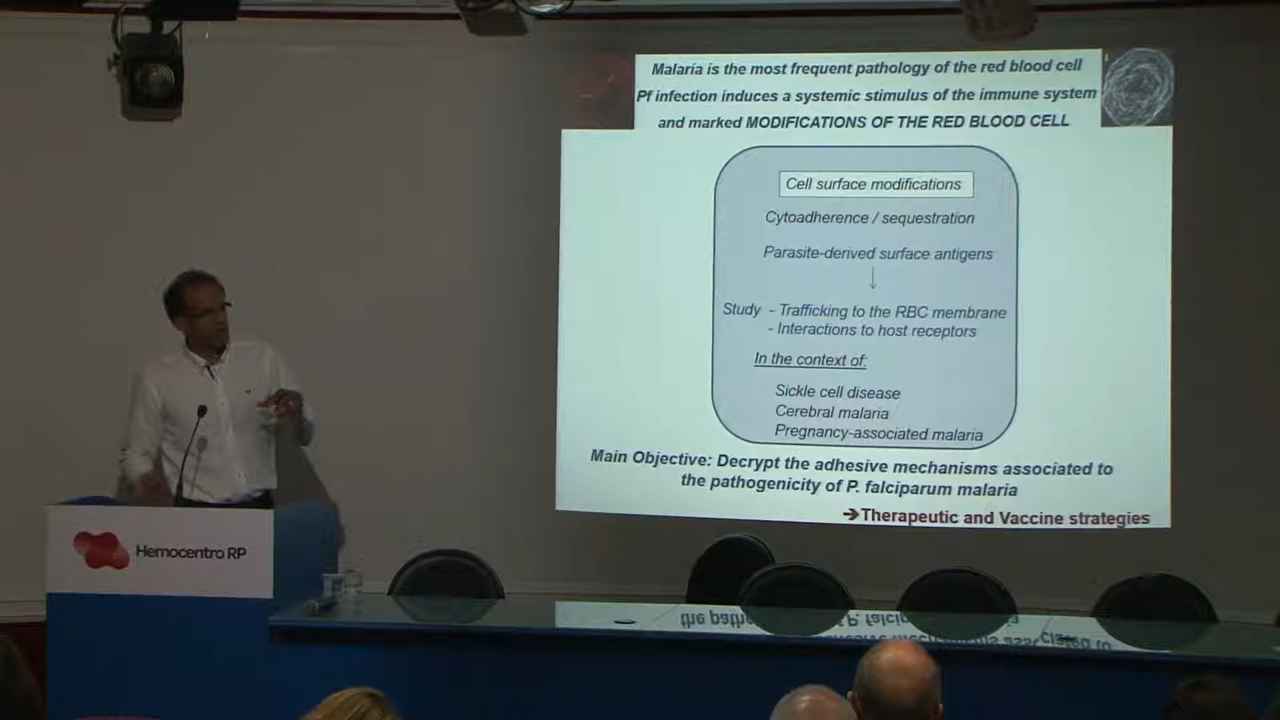 Malaria is the most frequent pathology of the red blood cell
Pf infection induces a systemic stimulus of the immune system
and marked MODIFICATIONS OF THE RED BLOOD CELL
Cell surface modifications
Cytoadherence / sequestration
Parasite-derived surface antigens
Study - Trafficking to the RBC membrane
- Interactions to host receptors
In the context of:
Sickle cell disease
Cerebral malaria
Pregnancy-associated malaria
Main Objective: Decrypt the adhesive mechanisms associated to
the pathogenicity of P. falciparum malaria
➔Therapeutic and Vaccine strategies
Hemocentro RP